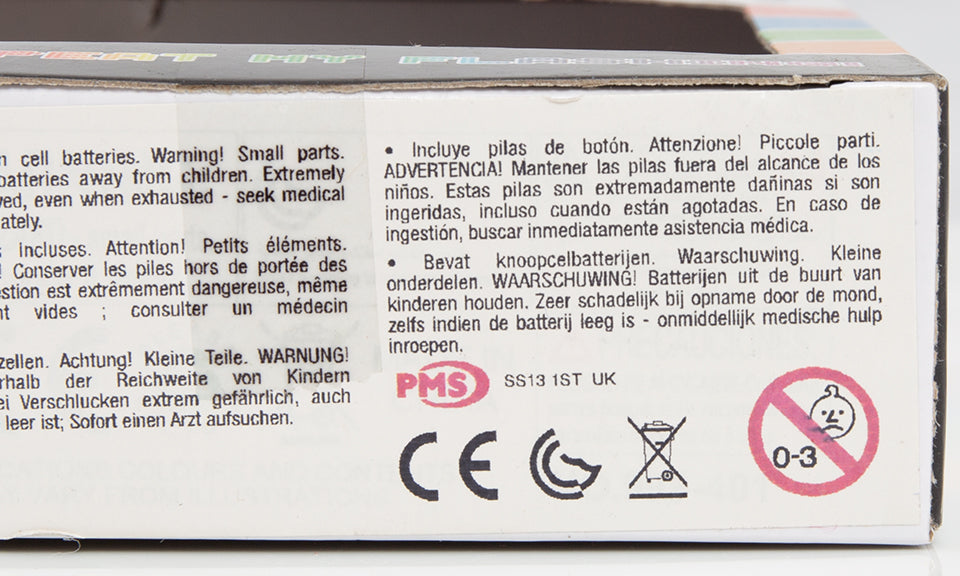 n cell batteries. Warning! Small parts.
batteries away from children. Extremely
ved, even when exhausted - seek medical
ately.
s incluses. Attention! Petits éléments.
! Conserver les piles hors de portée des
estion est extrêmement dangereuse, même
nt vides ; consulter un médecin
zellen. Achtung! Kleine Teile. WARNUNG!
erhalb der Reichweite von Kindern
ei Verschlucken extrem gefährlich, auch
leer ist; Sofort einen Arzt aufsuchen.
• Incluye pilas de botón. Attenzione! Piccole parti.
ADVERTENCIA! Mantener las pilas fuera del alcance de los
niños. Estas pilas son extremadamente dañinas si son
ingeridas, incluso cuando están agotadas. En caso de
ingestión, buscar inmediatamente asistencia médica.
• Bevat knoopcelbatterijen. Waarschuwing. Kleine
onderdelen. WAARSCHUWING! Batterijen uit de buurt van
kinderen houden. Zeer schadelijk bij opname door de mond,
zelfs indien de batterij leeg is - onmiddellijk medische hulp
inroepen.
PMS SS13 1ST UK
CE
0-3